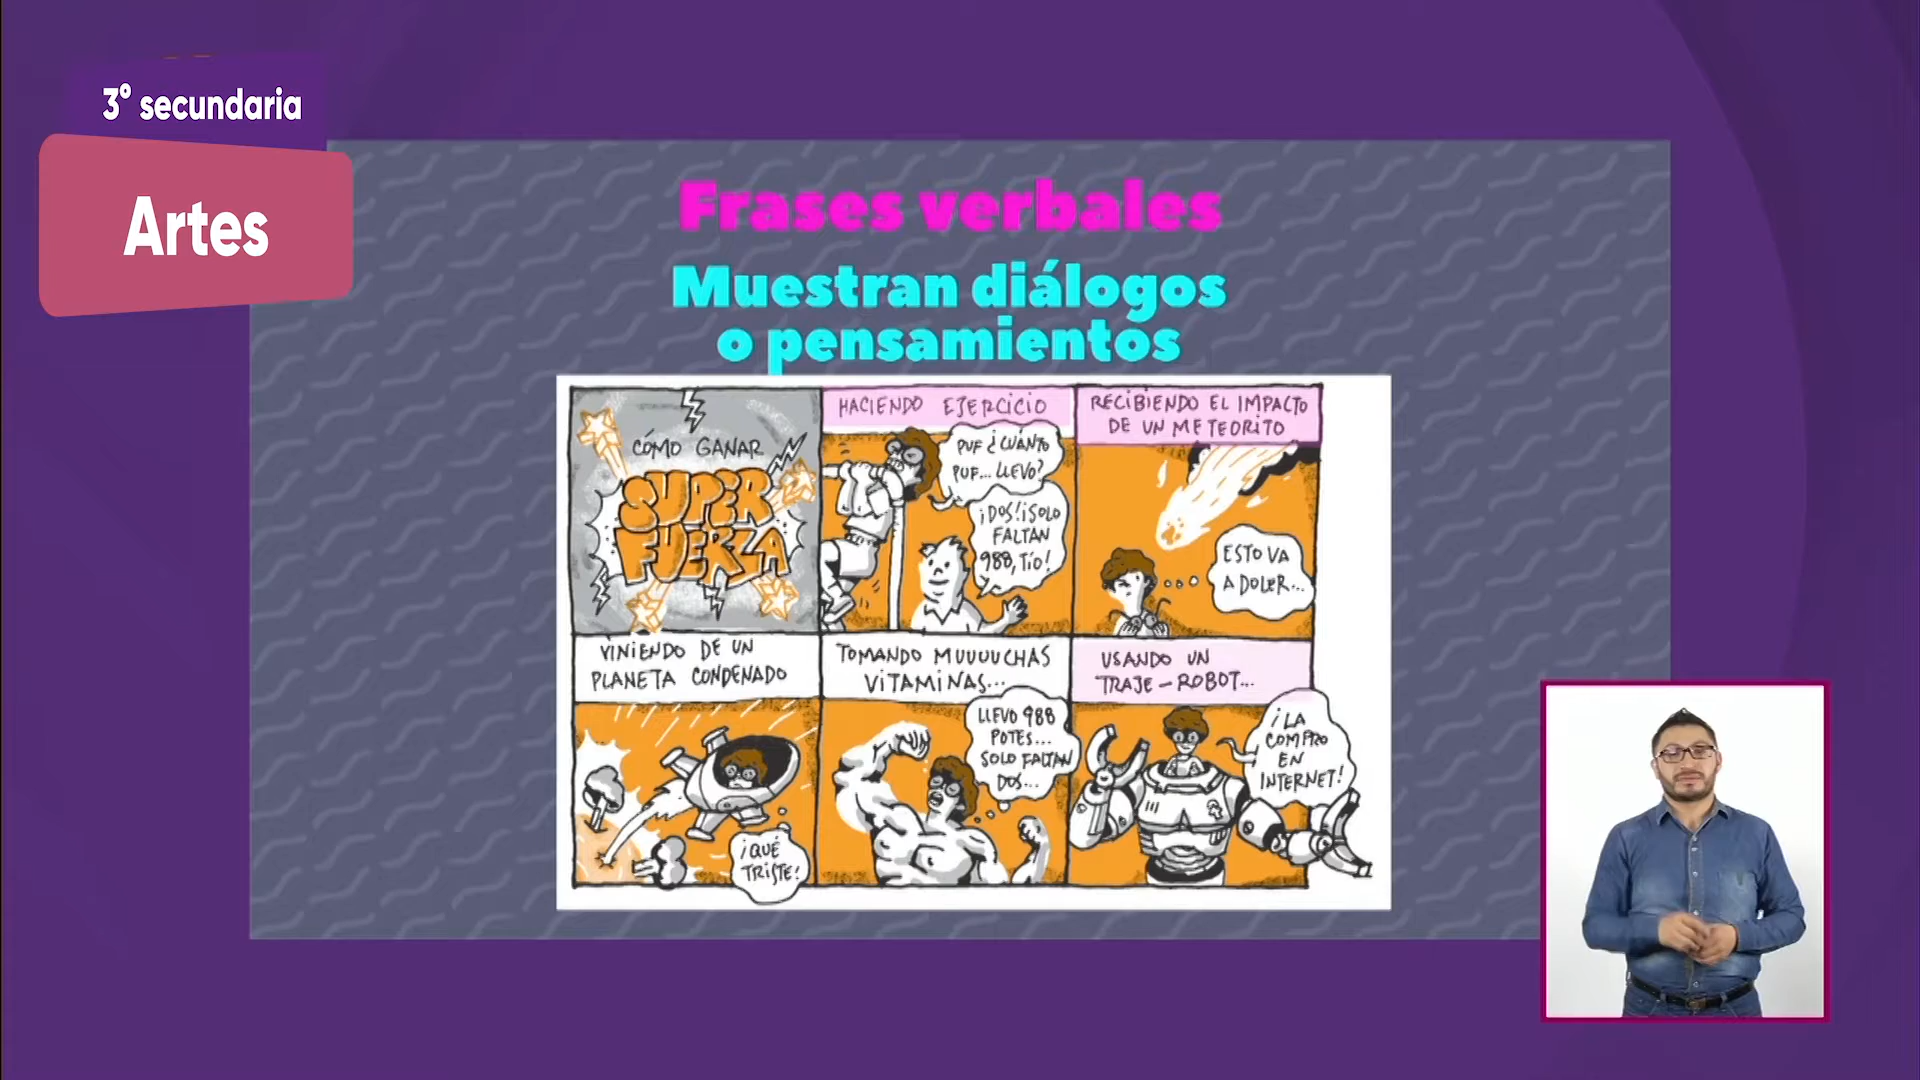 3° secundaria
Artes
Frases verbales
Muestran diálogos
o pensamientos
CÓMO GANAR
SUPER
FUERZA
HACIENDO EJERCICIO
PUF ¿CUÁNTO
PUF... LLEVO?
¡DOS! ¡SOLO
FALTAN
988, TÍO!
RECIBIENDO EL IMPACTO
DE UN METEORITO
ESTO VA
A DOLER...
VINIENDO DE UN
PLANETA CONDENADO
¡QUÉ
TRISTE!
TOMANDO MUUUUCHAS
VITAMINAS...
LLEVO 988
POTES...
SOLO FALTAN
DOS...
USANDO UN
TRAJE-ROBOT...
¡LA
COMPRO
EN
INTERNET!